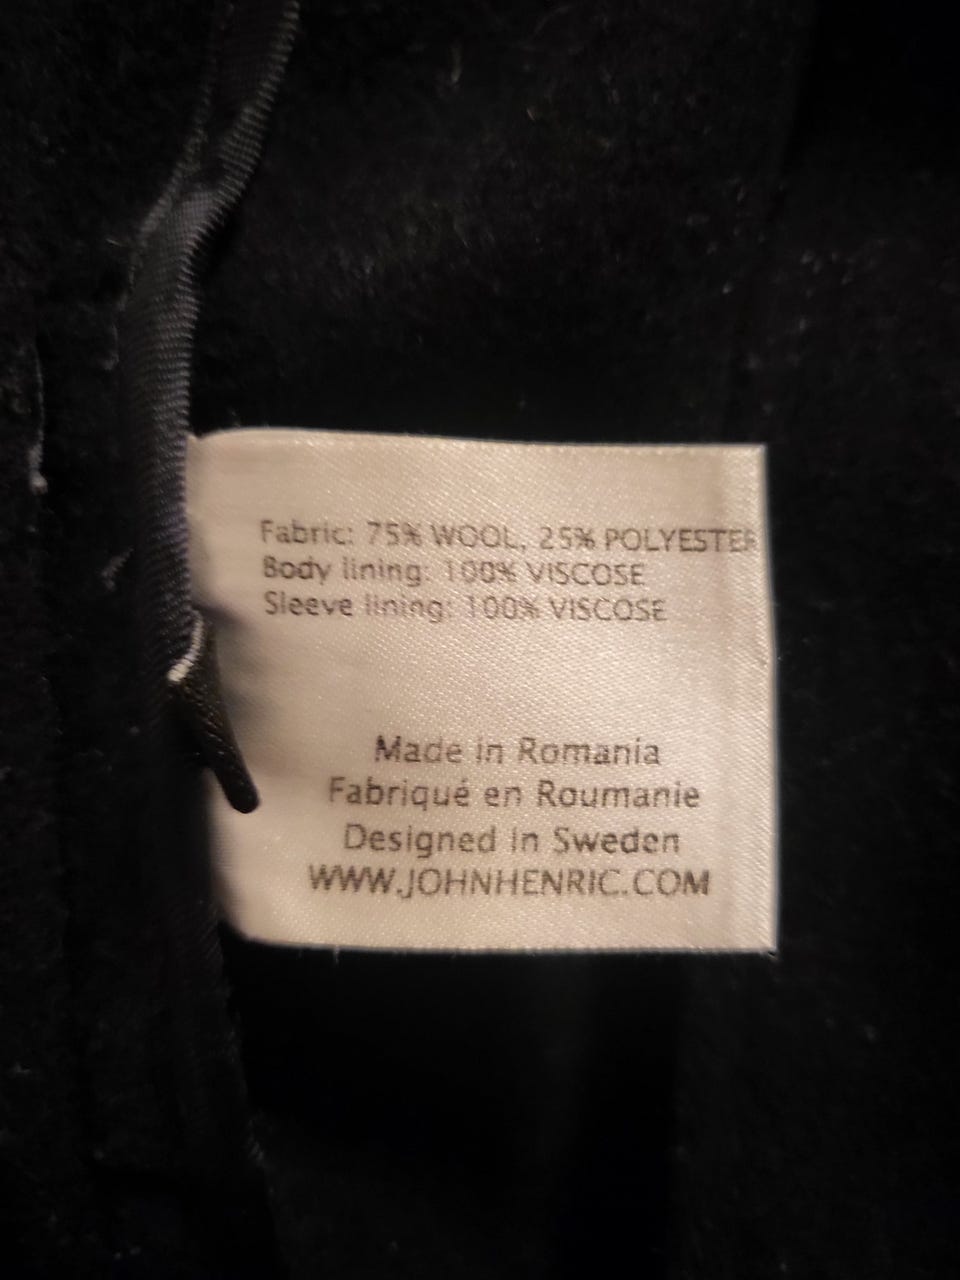 Fabric: 75% WOOL, 25% POLYESTER
Body lining: 100% VISCOSE
Sleeve lining: 100% VISCOSE
Made in Romania
Fabriqué en Roumanie
Designed in Sweden
WWW.JOHNHENRIC.COM